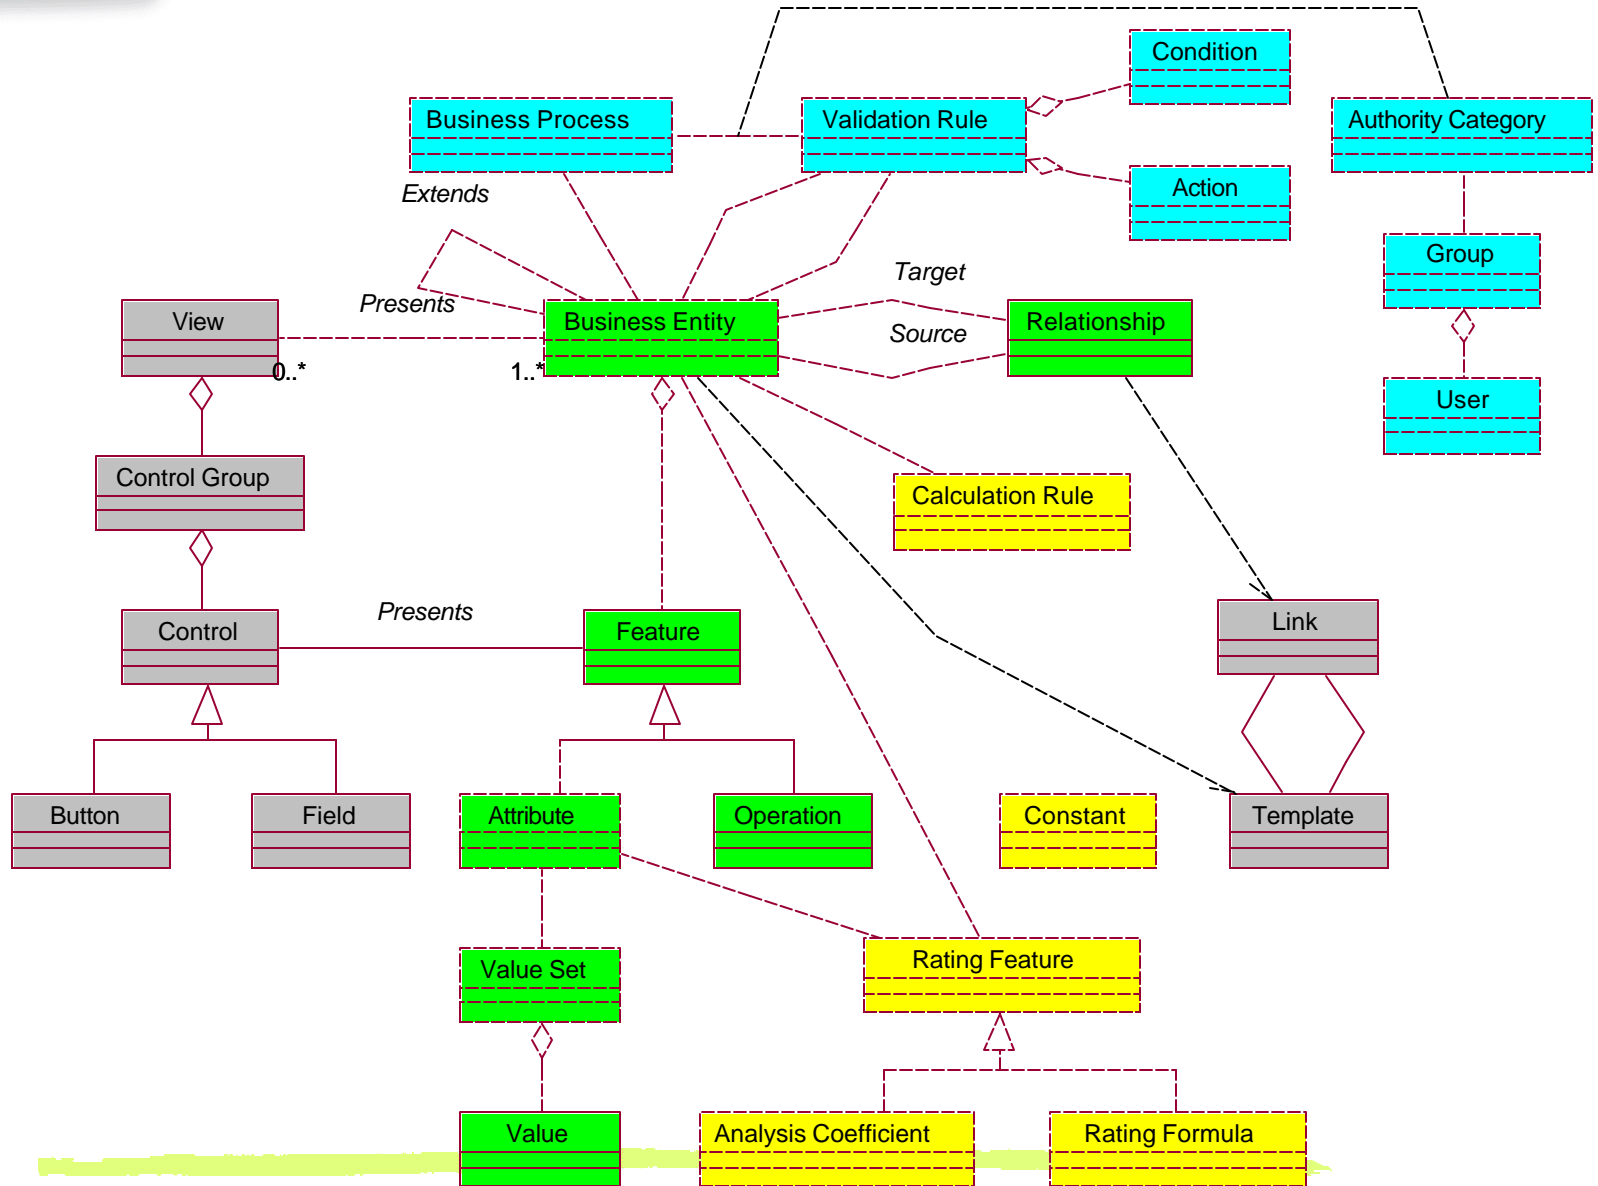 Condition
Business Process
Validation Rule
Authority Category
Extends
Action
Group
Target
Presents
View
Business Entity
Source
Relationship
0..*
1..*
User
Control Group
Calculation Rule
Presents
Control
Feature
Link
Button
Field
Attribute
Operation
Constant
Template
Value Set
Rating Feature
Value
Analysis Coefficient
Rating Formula